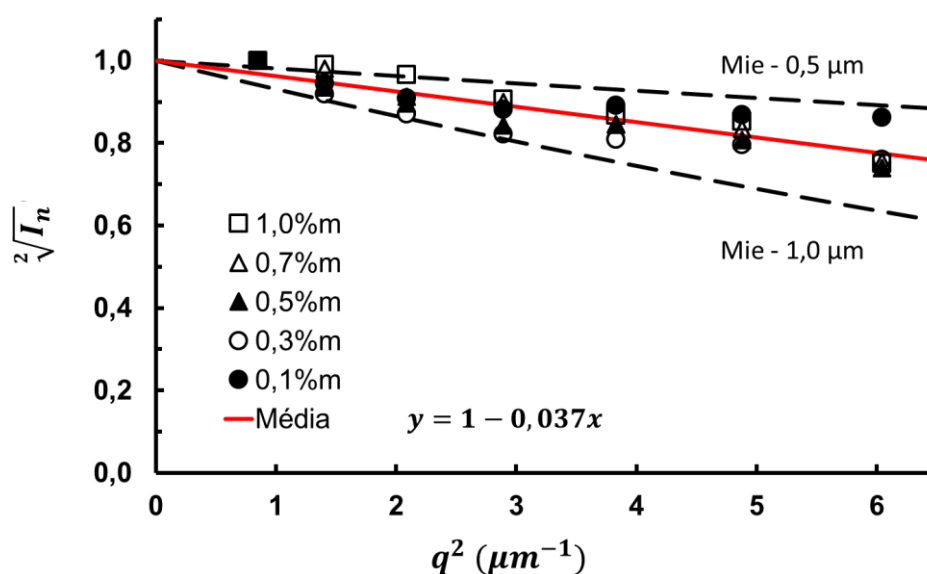 1,0
0,8
0,6
0,4
0,2
0,0
²√Iₙ
Mie - 0,5 µm
Mie - 1,0 µm
1,0%m
0,7%m
0,5%m
0,3%m
0,1%m
Média
y = 1 − 0,037x
0 1 2 3 4 5 6
q² (µm⁻¹)